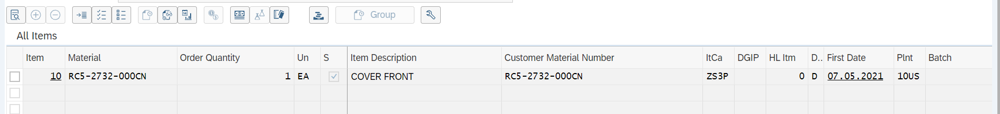 Group
All Items
Item Material Order Quantity Un S Item Description Customer Material Number ItCa DGIP HL Itm D.. First Date Plnt Batch
10 RC5-2732-000CN 1 EA COVER FRONT RC5-2732-000CN ZS3P 0 D 07.05.2021 10US